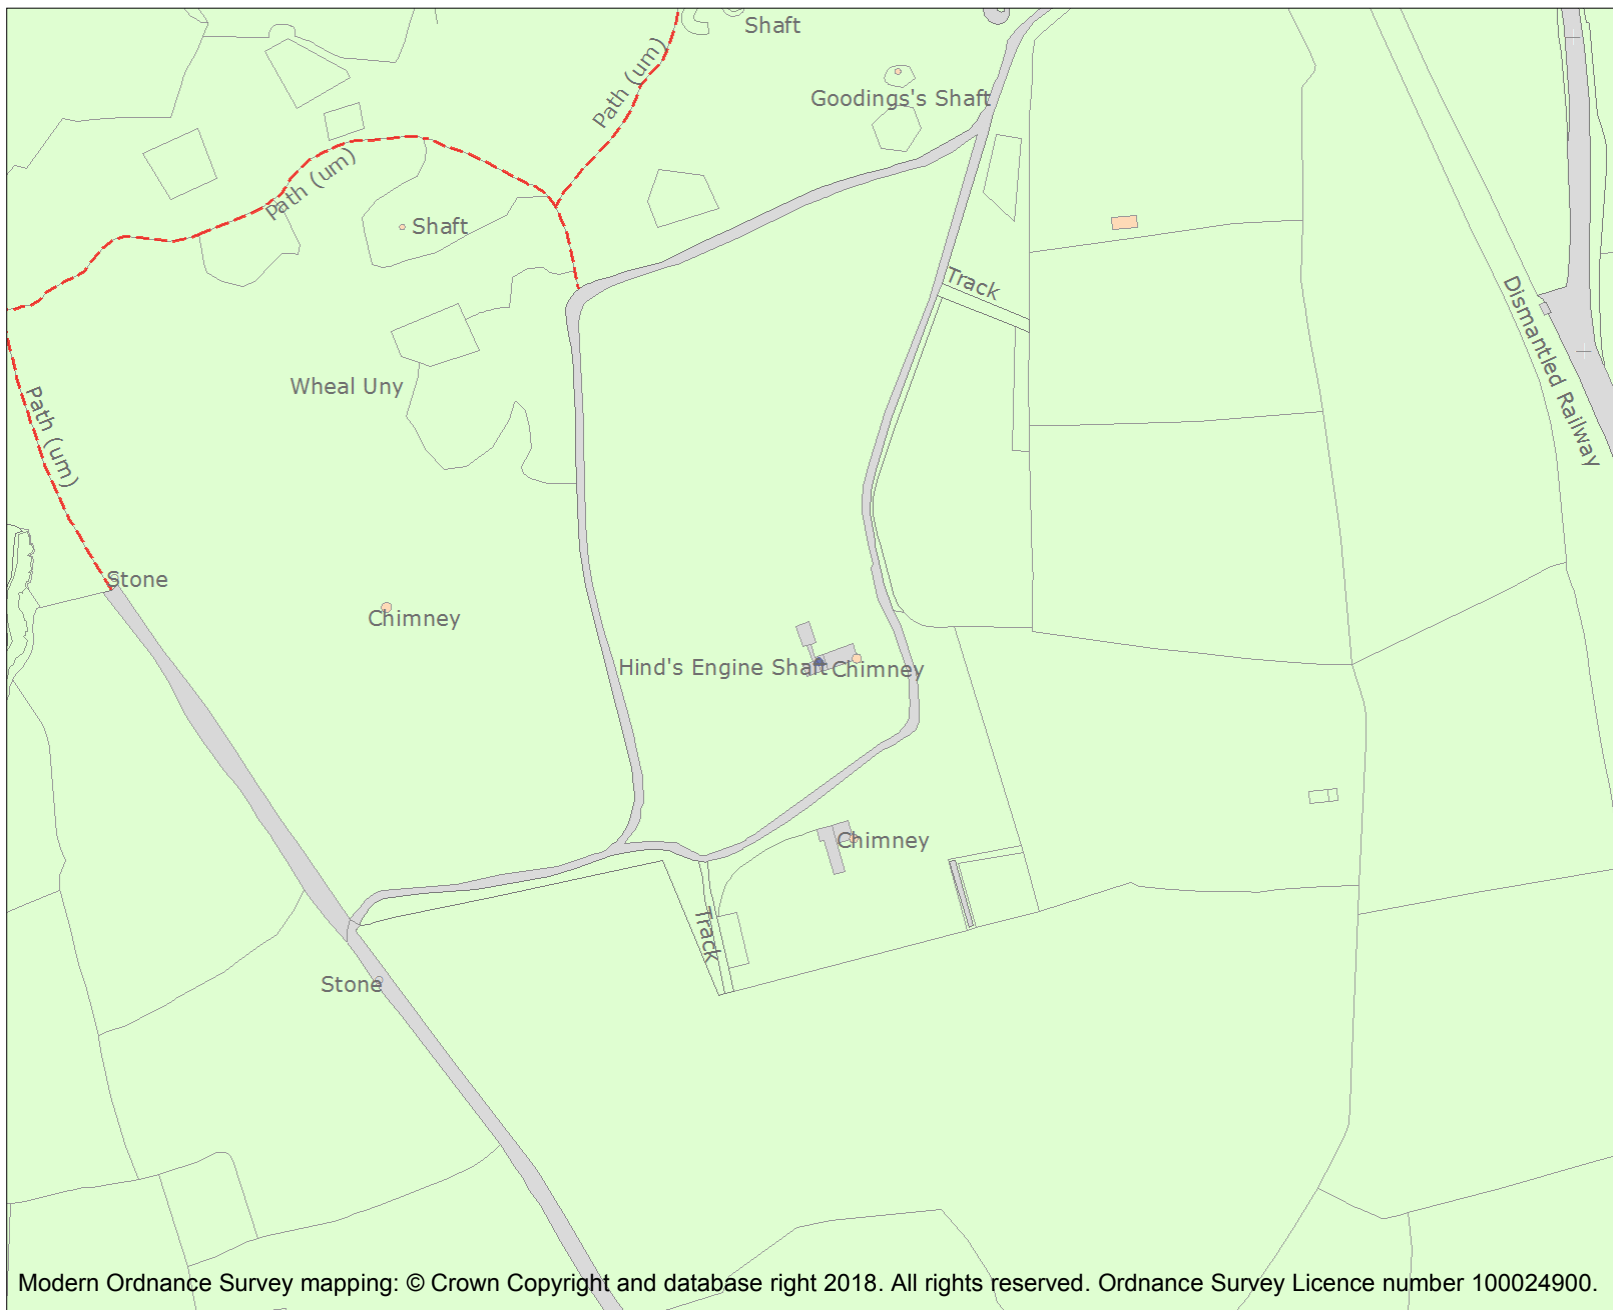 Shaft
Path (um)
Goodings's Shaft
Path (um)
Shaft
Track
Dismantled Railway
Wheal Uny
Path (um)
Stone
Chimney
Hind's Engine Shaft
Chimney
Chimney
Track
Stone
Modern Ordnance Survey mapping: © Crown Copyright and database right 2018. All rights reserved. Ordnance Survey Licence number 100024900.